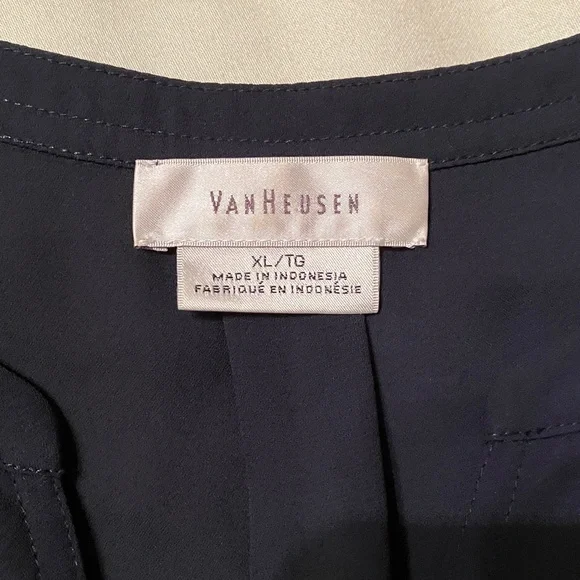 VANHEUSEN
XL/TG
MADE IN INDONESIA
FABRIQUÉ EN INDONÉSIE